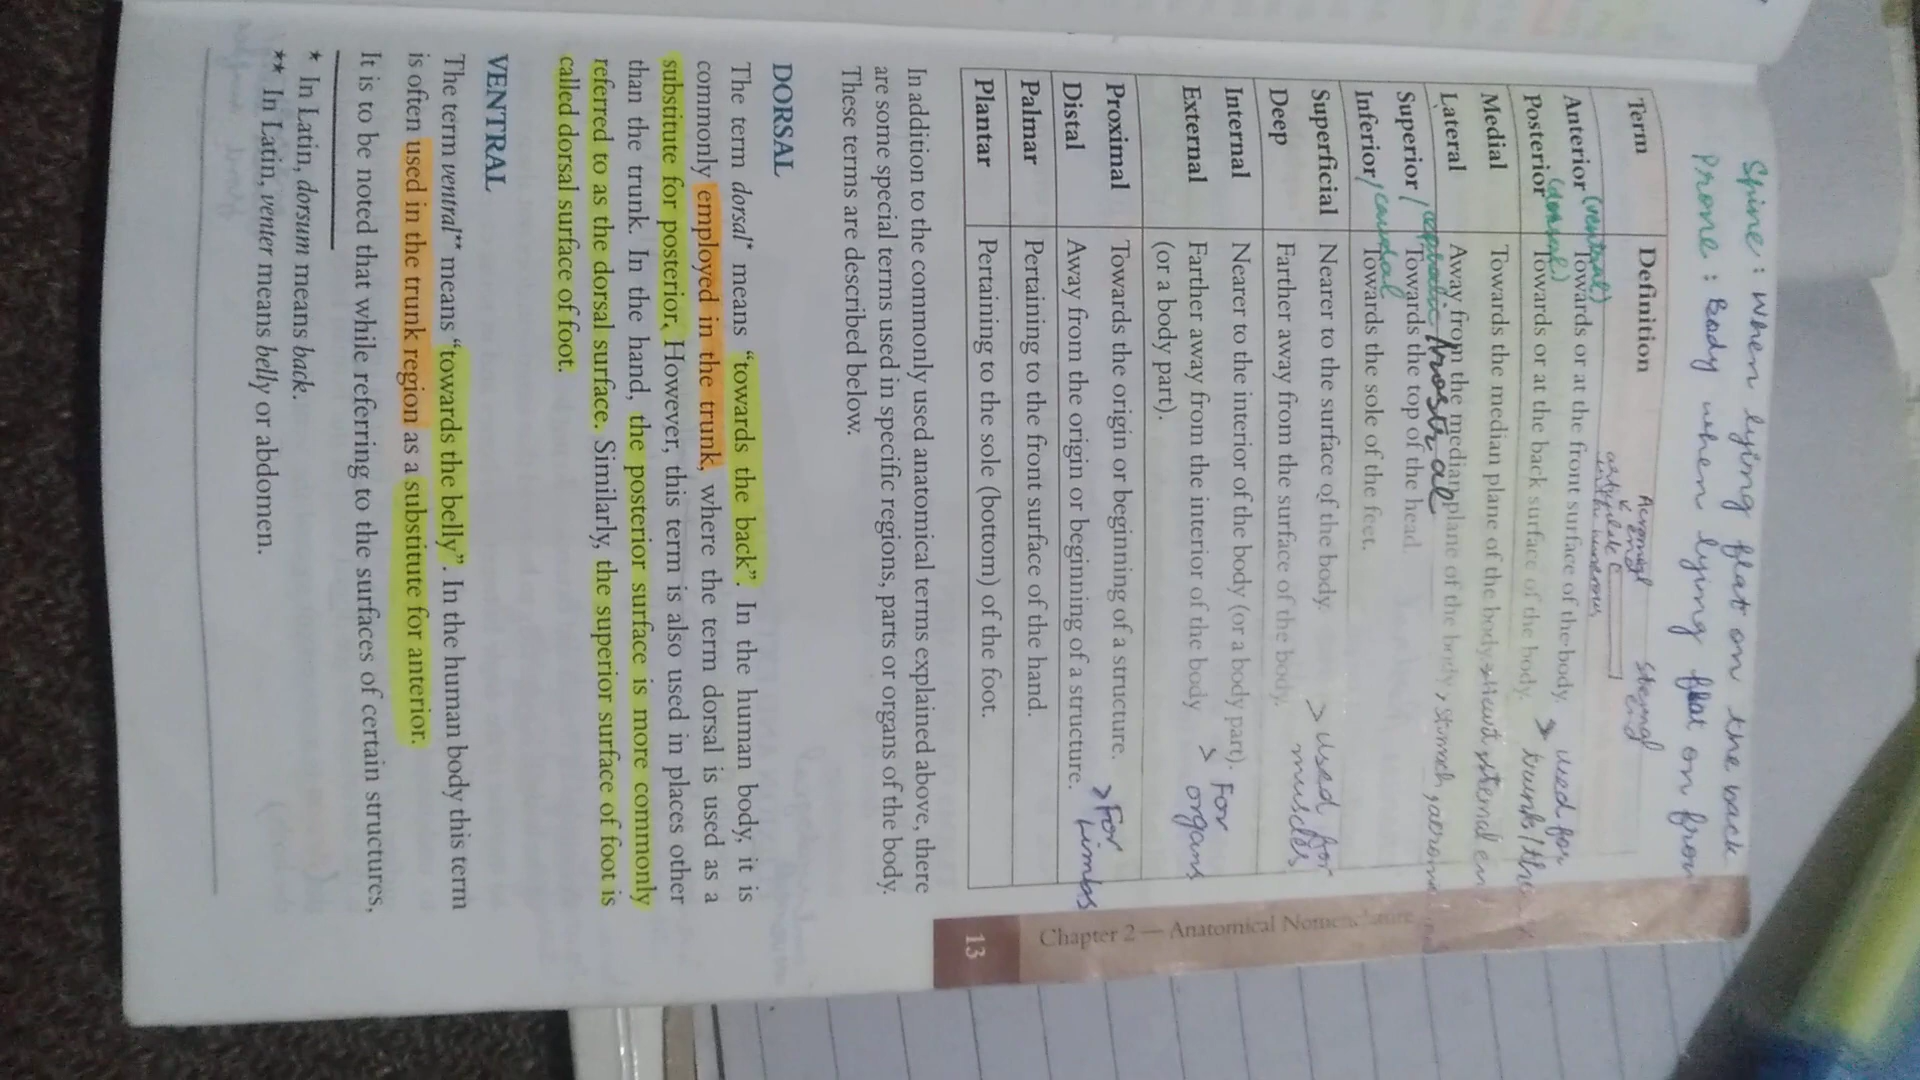 Spine: When lying flat on the back
Prone: Body when lying flat on fron
Acromial end
sternal
Term Definition
Anterior (ventral) Towards or at the front surface of the body.
Posterior (dorsal) Towards or at the back surface of the body. > used for trunk/
Medial Towards the median plane of the body
Lateral Away from the median plane of the body
Superior / rostral Towards the top of the head.
Inferior/caudal Towards the sole of the feet.
Superficial Nearer to the surface of the body. > used for
Deep Farther away from the surface of the body. muscles
Internal Nearer to the interior of the body (or a body part). For
External Farther away from the interior of the body > organs
(or a body part).
Proximal Towards the origin or beginning of a structure. > For
Distal Away from the origin or beginning of a structure. Limbs
Palmar Pertaining to the front surface of the hand.
Plantar Pertaining to the sole (bottom) of the foot.
Chapter 2 — Anatomical Nomenclature
13
In addition to the commonly used anatomical terms explained above, there
are some special terms used in specific regions, parts or organs of the body.
These terms are described below.
DORSAL
The term dorsal* means "towards the back". In the human body, it is
commonly employed in the trunk, where the term dorsal is used as a
substitute for posterior. However, this term is also used in places other
than the trunk. In the hand, the posterior surface is more commonly
referred to as the dorsal surface. Similarly, the superior surface of foot is
called dorsal surface of foot.
VENTRAL
The term ventral** means "towards the belly". In the human body this term
is often used in the trunk region as a substitute for anterior.
It is to be noted that while referring to the surfaces of certain structures,
* In Latin, dorsum means back.
** In Latin, venter means belly or abdomen.